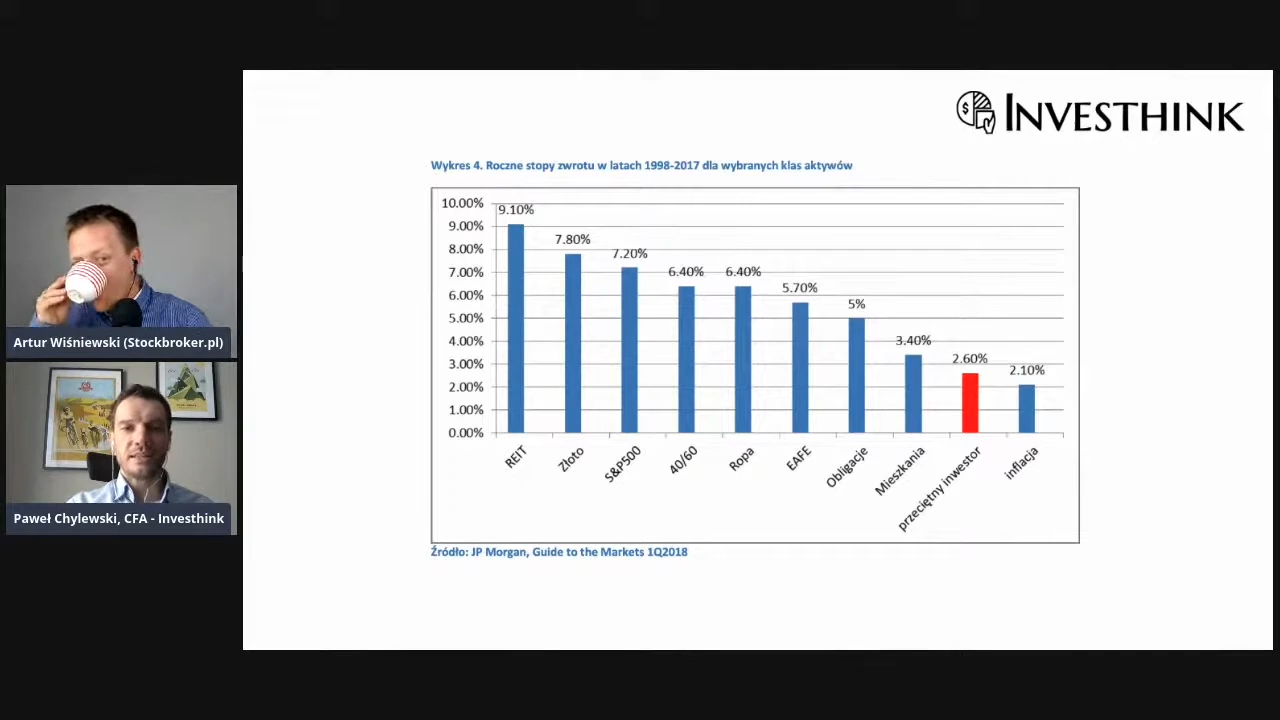 INVESTHINK
Wykres 4. Roczne stopy zwrotu w latach 1998-2017 dla wybranych klas aktywów
10.00%
9.00%
8.00%
7.00%
6.00%
5.00%
4.00%
3.00%
2.00%
1.00%
0.00%
9.10%
7.80%
7.20%
6.40%
6.40%
5.70%
5%
3.40%
2.60%
2.10%
REIT
Złoto
S&P500
40/60
Ropa
EAFE
Obligacje
Mieszkania
przeciętny inwestor
inflacja
Źródło: JP Morgan, Guide to the Markets 1Q2018
Artur Wiśniewski (Stockbroker.pl)
Paweł Chylewski, CFA - Investhink